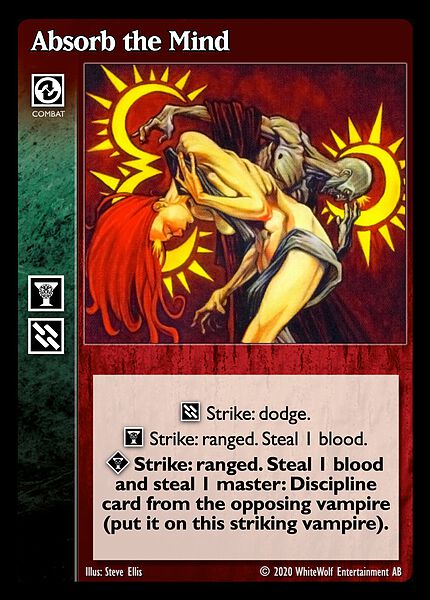 Absorb the Mind
COMBAT
Strike: dodge.
Strike: ranged. Steal 1 blood.
Strike: ranged. Steal 1 blood
and steal 1 master: Discipline
card from the opposing vampire
(put it on this striking vampire).
Illus: Steve Ellis
© 2020 WhiteWolf Entertainment AB